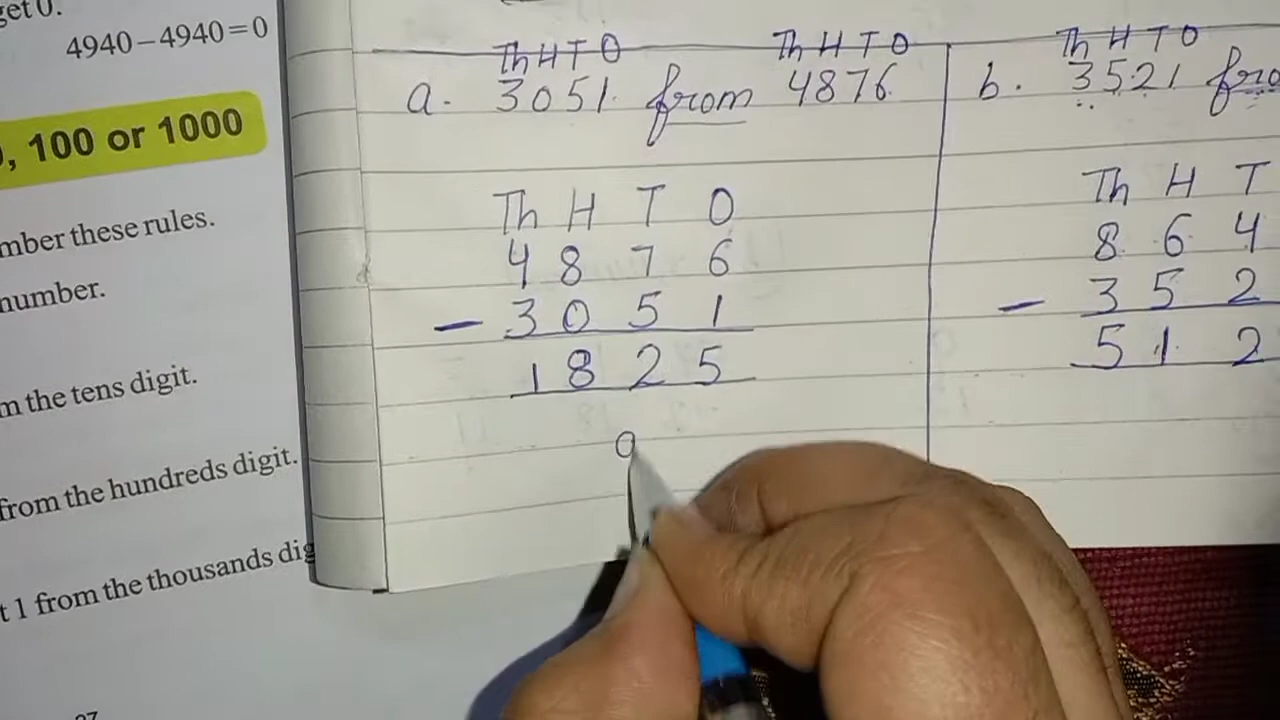 get 0.
4940 – 4940 = 0
, 100 or 1000
mber these rules.
number.
m the tens digit.
from the hundreds digit.
t 1 from the thousands dig
Th H T O Th H T O
a. 3051 from 4876
Th H T O
4 8 7 6
- 3 0 5 1
1 8 2 5
Th H T O
b. 3521 fro
Th H T
8 6 4
- 3 5 2
5 1 2